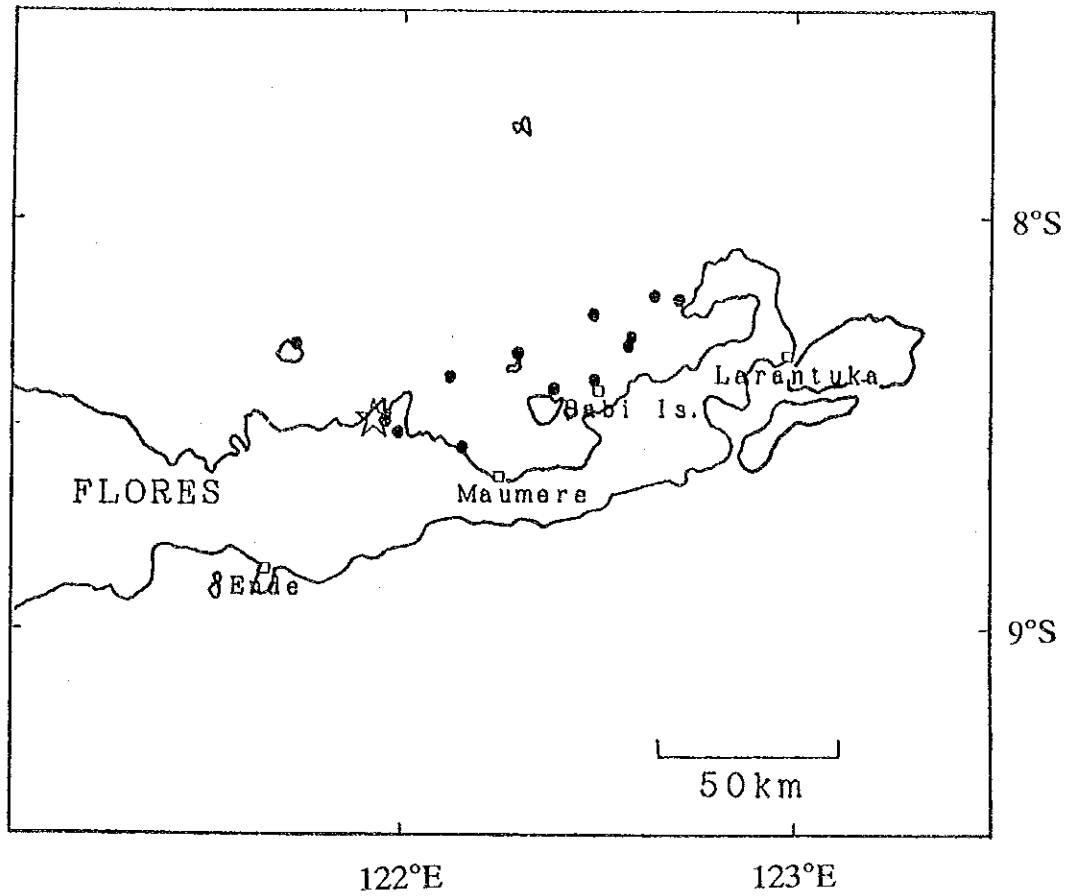 8°S
Larantuka
Babi Is.
FLORES
Maumere
Ende
9°S
50km
122°E
123°E